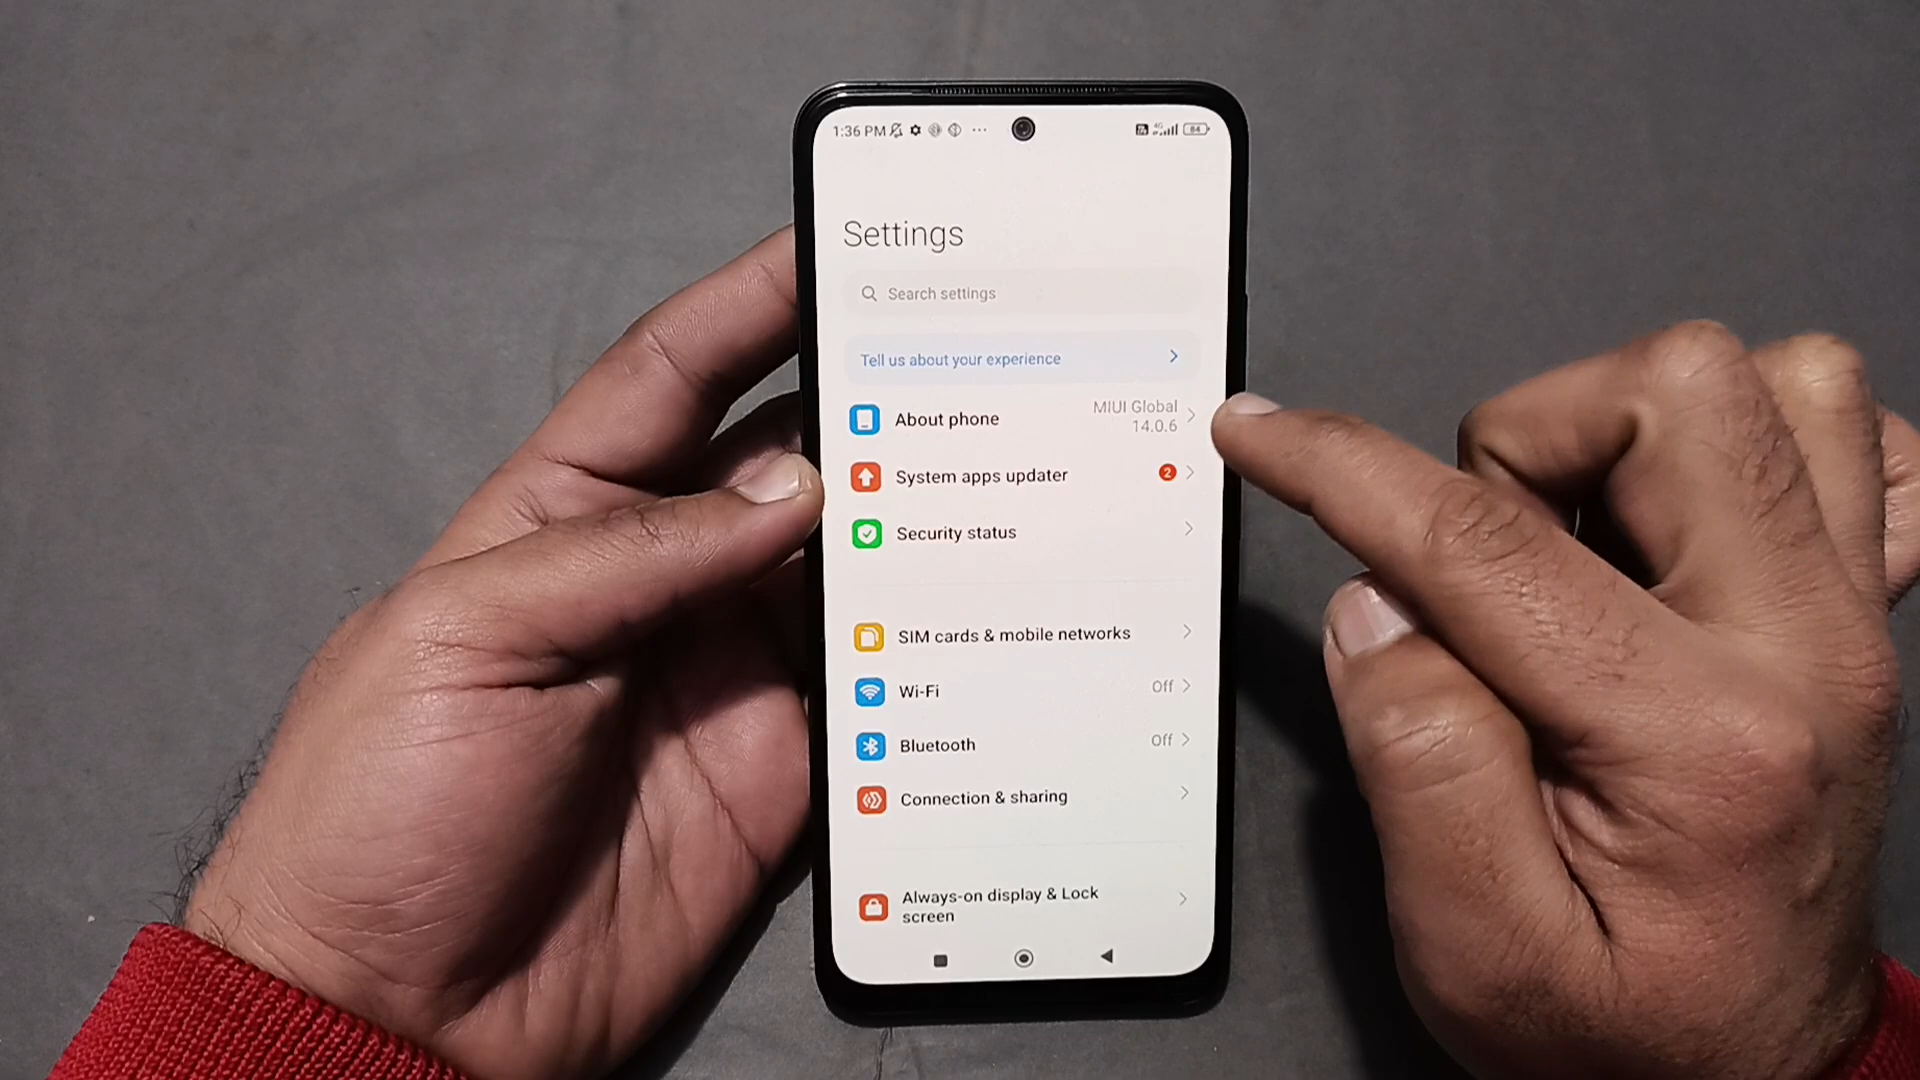 1:36 PM
4G
84
Settings
Search settings
Tell us about your experience
About phone
MIUI Global
14.0.6
System apps updater
2
Security status
SIM cards & mobile networks
Wi-Fi
Off
Bluetooth
Off
Connection & sharing
Always-on display & Lock
screen